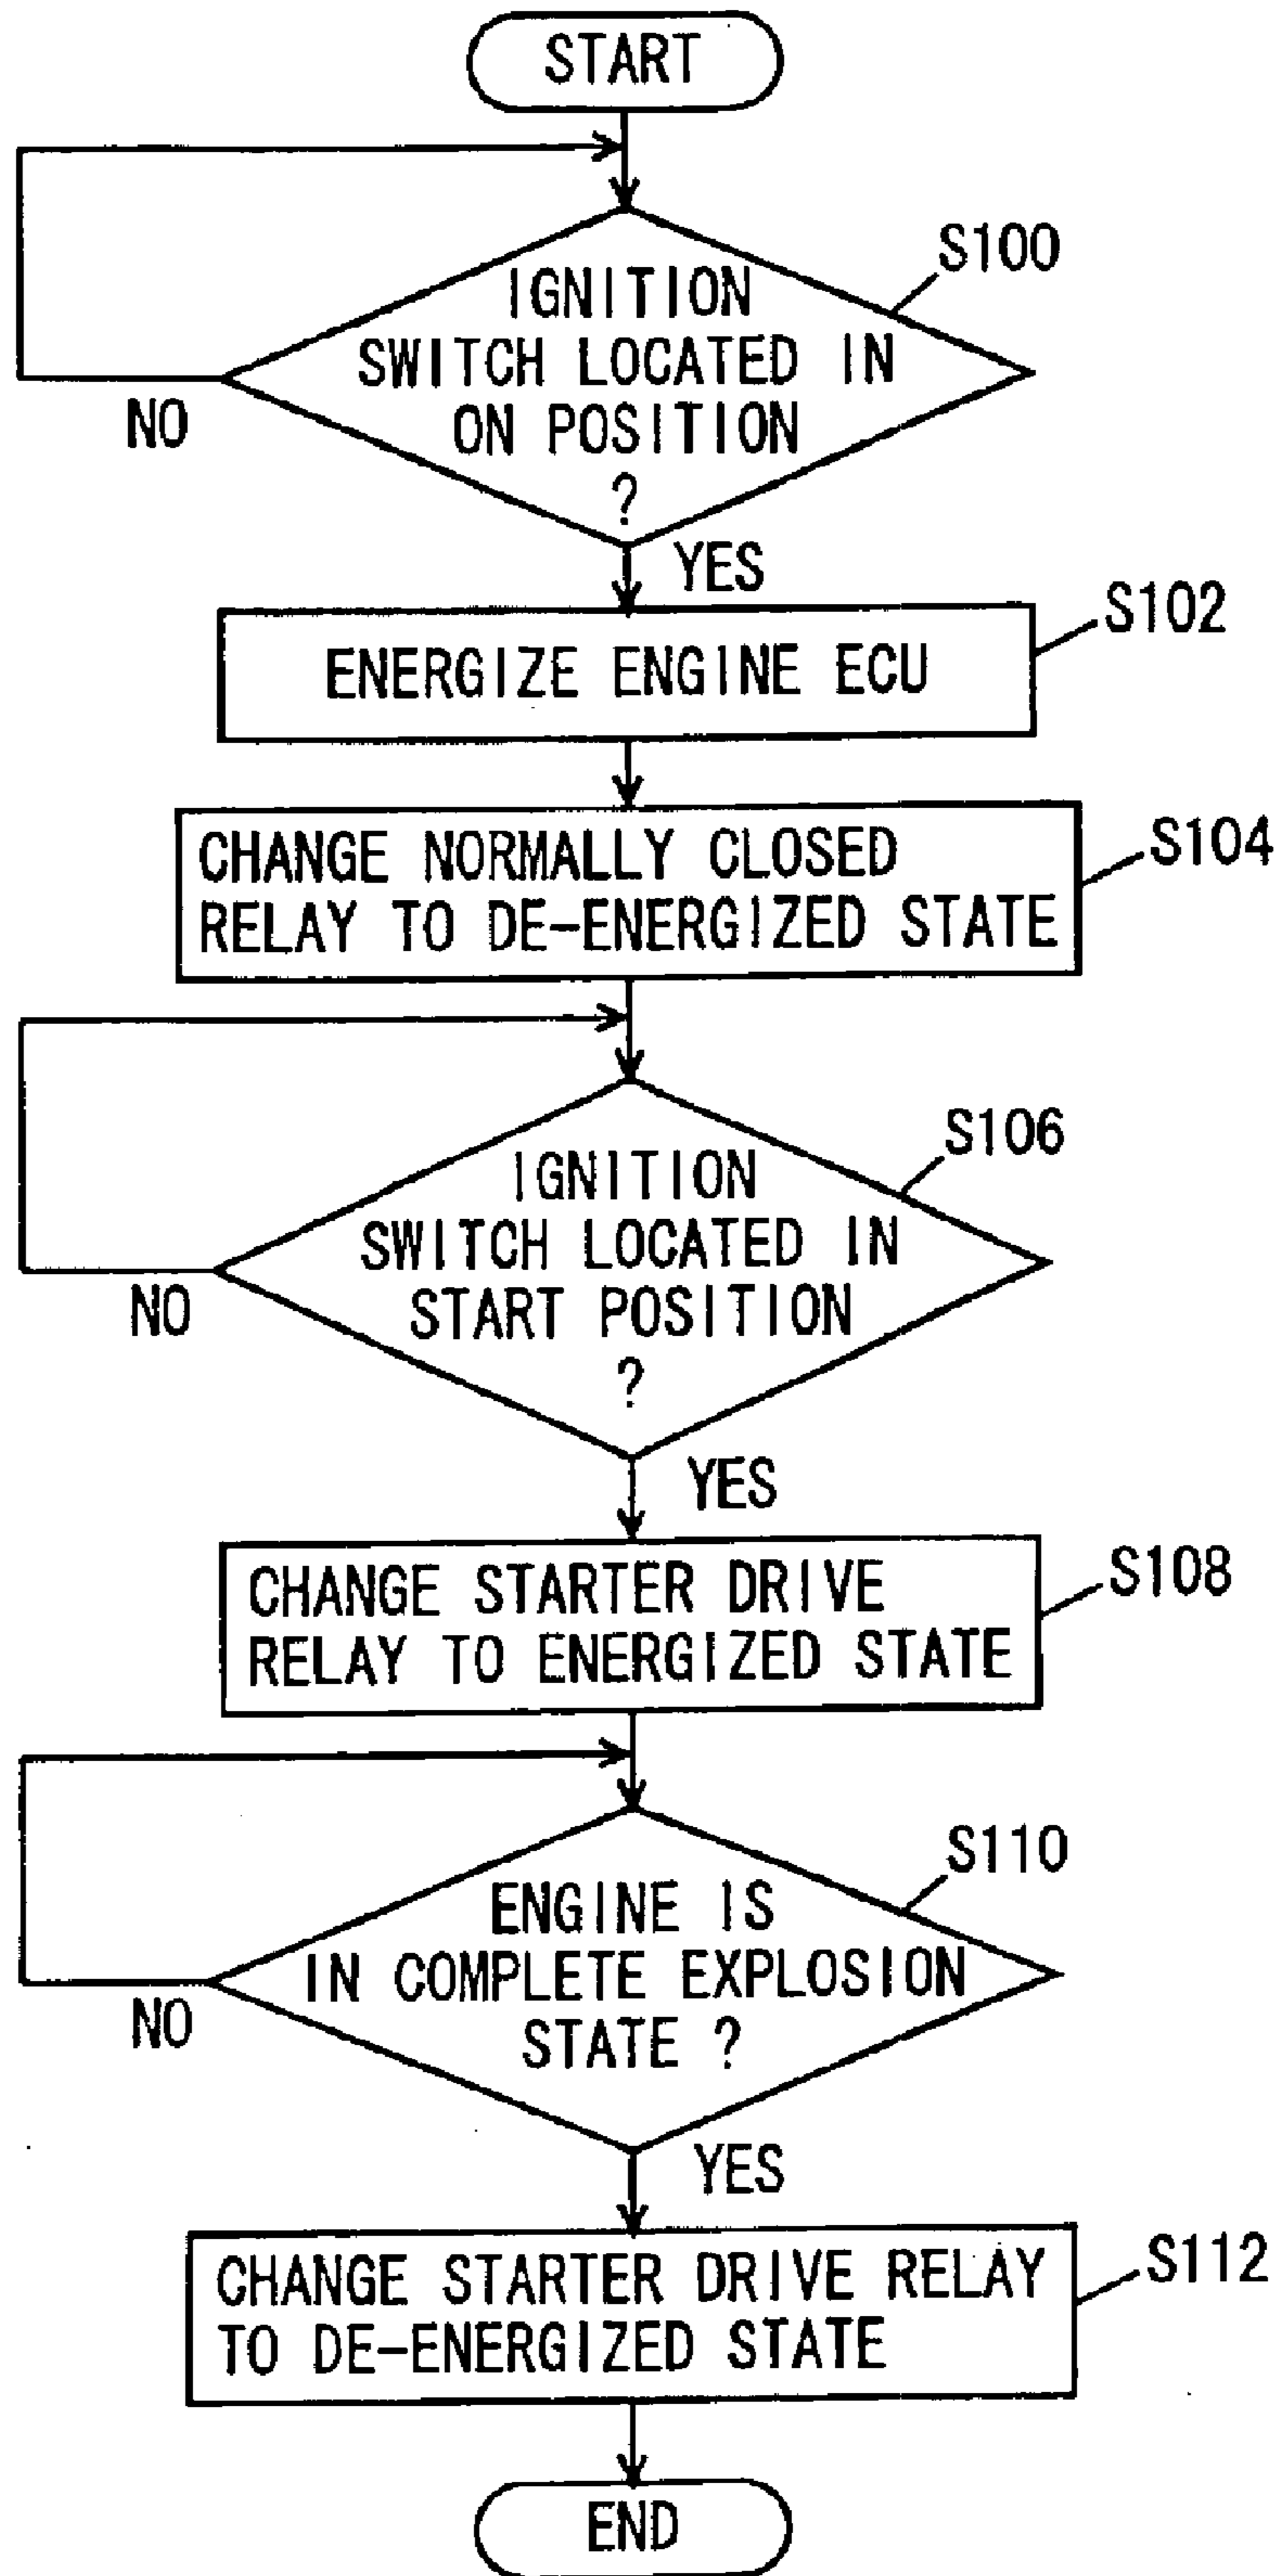 START
S100
IGNITION
SWITCH LOCATED IN
ON POSITION
?
NO
YES
S102
ENERGIZE ENGINE ECU
S104
CHANGE NORMALLY CLOSED
RELAY TO DE-ENERGIZED STATE
S106
IGNITION
SWITCH LOCATED IN
START POSITION
?
NO
YES
S108
CHANGE STARTER DRIVE
RELAY TO ENERGIZED STATE
S110
ENGINE IS
IN COMPLETE EXPLOSION
STATE ?
NO
YES
S112
CHANGE STARTER DRIVE RELAY
TO DE-ENERGIZED STATE
END